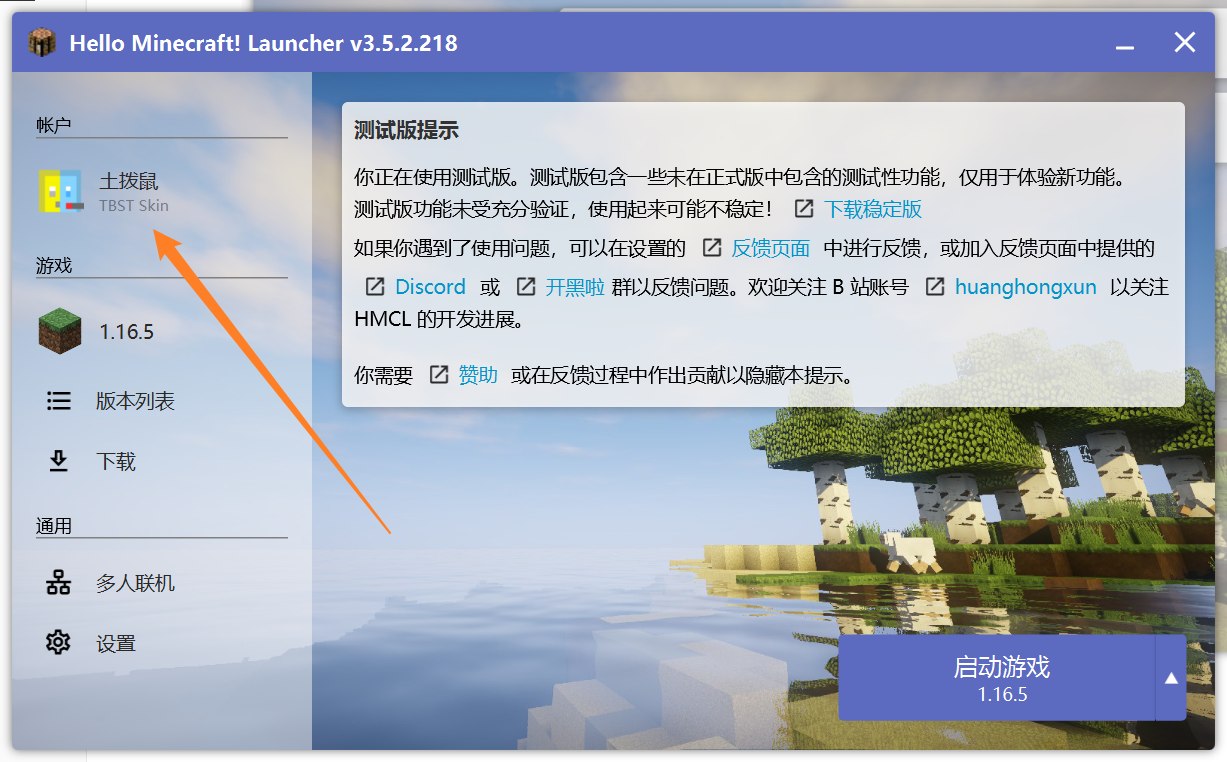 Hello Minecraft! Launcher v3.5.2.218
帐户
土拨鼠
TBST Skin
游戏
1.16.5
版本列表
下载
通用
多人联机
设置
测试版提示
你正在使用测试版。测试版包含一些未在正式版中包含的测试性功能，仅用于体验新功能。
测试版功能未受充分验证，使用起来可能不稳定！ 下载稳定版
如果你遇到了使用问题，可以在设置的 反馈页面 中进行反馈，或加入反馈页面中提供的
Discord 或 开黑啦 群以反馈问题。欢迎关注 B 站账号 huanghongxun 以关注
HMCL 的开发进展。
你需要 赞助 或在反馈过程中作出贡献以隐藏本提示。
启动游戏
1.16.5